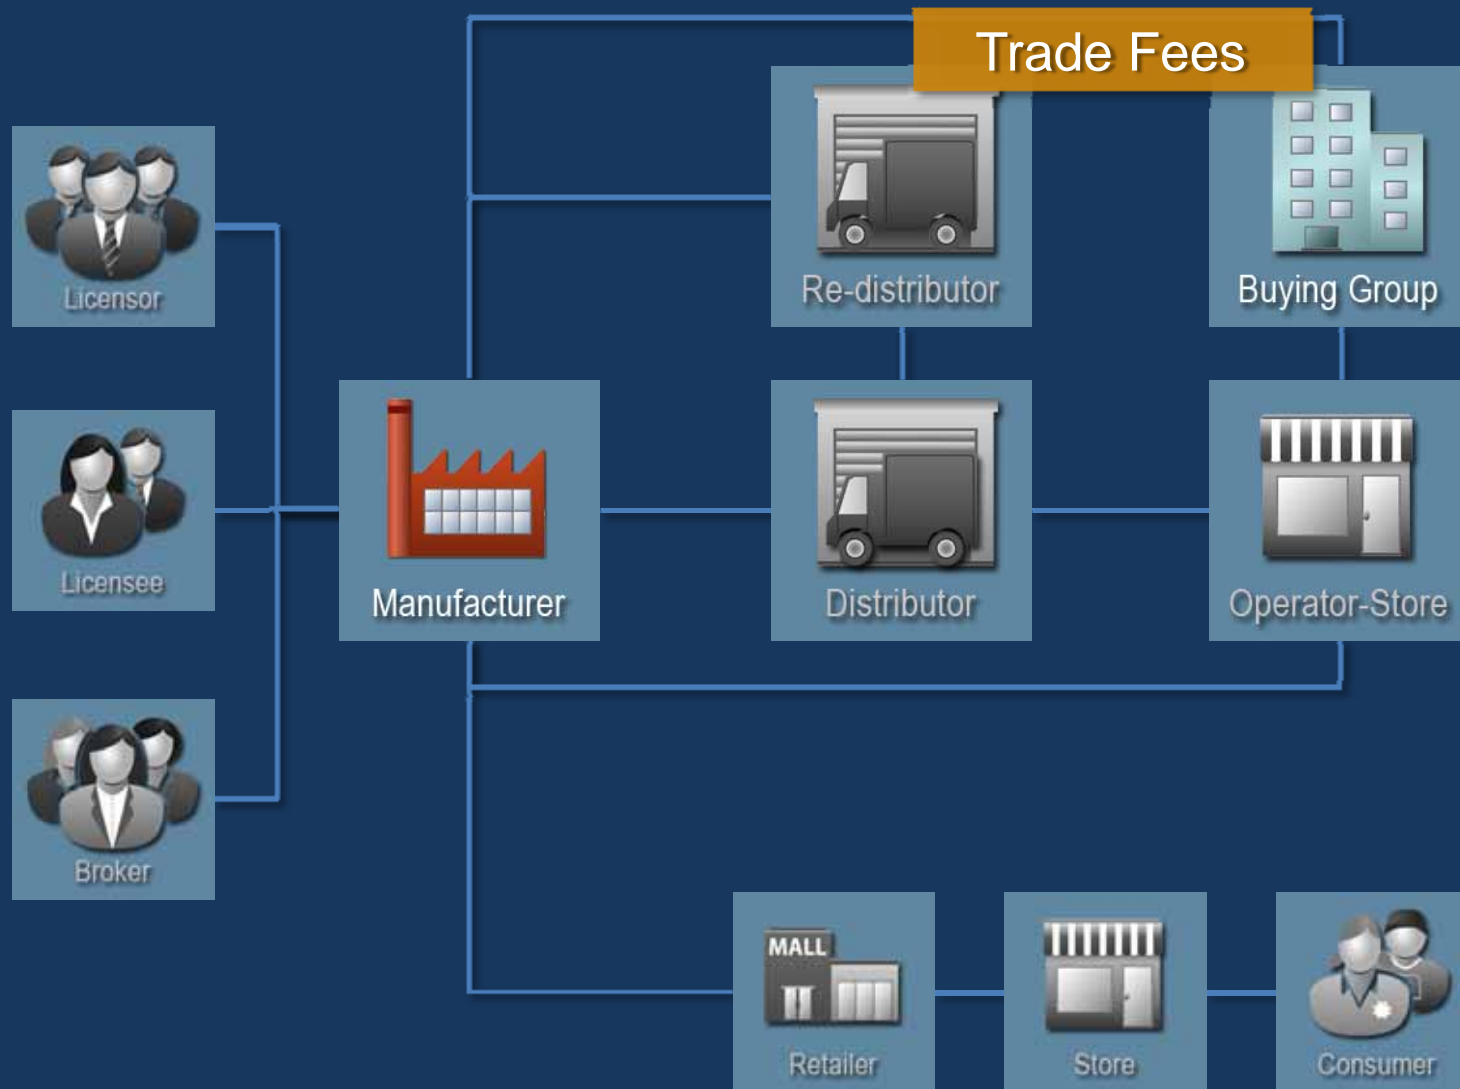 Trade Fees
Licensor
Re-distributor
Buying Group
Licensee
Manufacturer
Distributor
Operator-Store
Broker
MALL
Retailer
Store
Consumer